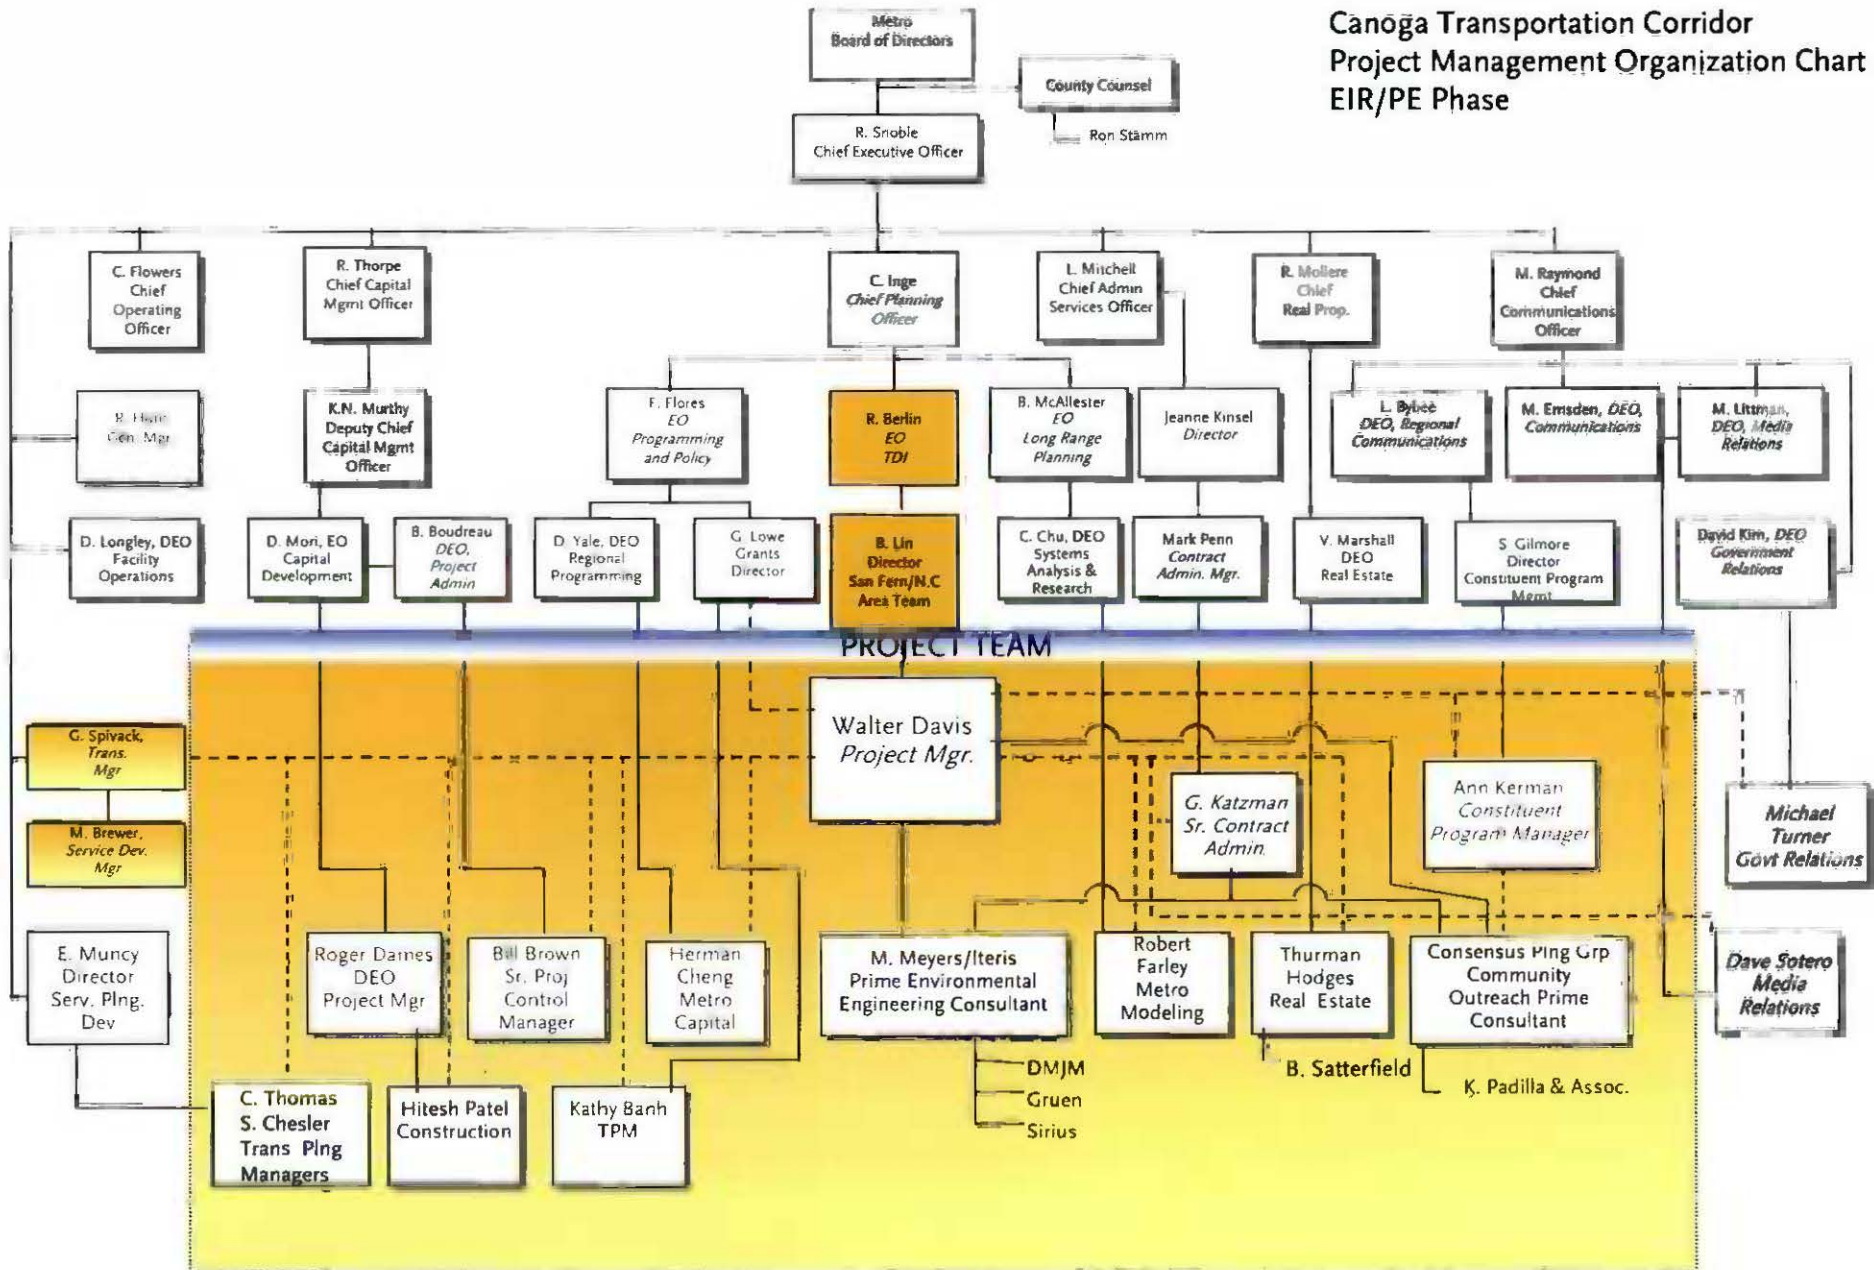 Canoga Transportation Corridor
Project Management Organization Chart
EIR/PE Phase
Metro
Board of Directors
County Counsel
Ron Stamm
R. Snoble
Chief Executive Officer
C. Flowers
Chief
Operating
Officer
R. Thorpe
Chief Capital
Mgmt Officer
C. Inge
Chief Planning
Officer
L. Mitchell
Chief Admin
Services Officer
R. Moliere
Chief
Real Prop.
M. Raymond
Chief
Communications
Officer
R.
Gen. Mgr
K.N. Murthy
Deputy Chief
Capital Mgmt
Officer
F. Flores
EO
Programming
and Policy
R. Berlin
EO
TDI
B. McAllester
EO
Long Range
Planning
Jeanne Kinsel
Director
L. Bybee
DEO, Regional
Communications
M. Emsden, DEO,
Communications
M. Littman,
DEO, Media
Relations
D. Longley, DEO
Facility
Operations
D. Mori, EO
Capital
Development
B. Boudreau
DEO,
Project
Admin
D. Yale, DEO
Regional
Programming
G. Lowe
Grants
Director
B. Lin
Director
San Fern/N.C
Area Team
C. Chu, DEO
Systems
Analysis &
Research
Mark Penn
Contract
Admin. Mgr.
V. Marshall
DEO
Real Estate
S. Gilmore
Director
Constituent Program
Mgmt
David Kim, DEO
Government
Relations
PROJECT TEAM
G. Spivack,
Trans.
Mgr
Walter Davis
Project Mgr.
G. Katzman
Sr. Contract
Admin.
Ann Kerman
Constituent
Program Manager
Michael
Turner
Govt Relations
M. Brewer,
Service Dev.
Mgr
E. Muncy
Director
Serv. Plng.
Dev
Roger Dames
DEO
Project Mgr
Bill Brown
Sr. Proj
Control
Manager
Herman
Cheng
Metro
Capital
M. Meyers/Iteris
Prime Environmental
Engineering Consultant
Robert
Farley
Metro
Modeling
Thurman
Hodges
Real Estate
Consensus Plng Grp
Community
Outreach Prime
Consultant
Dave Sotero
Media
Relations
DMJM
Gruen
Sirius
B. Satterfield
K. Padilla & Assoc.
C. Thomas
S. Chesler
Trans Plng
Managers
Hitesh Patel
Construction
Kathy Banh
TPM